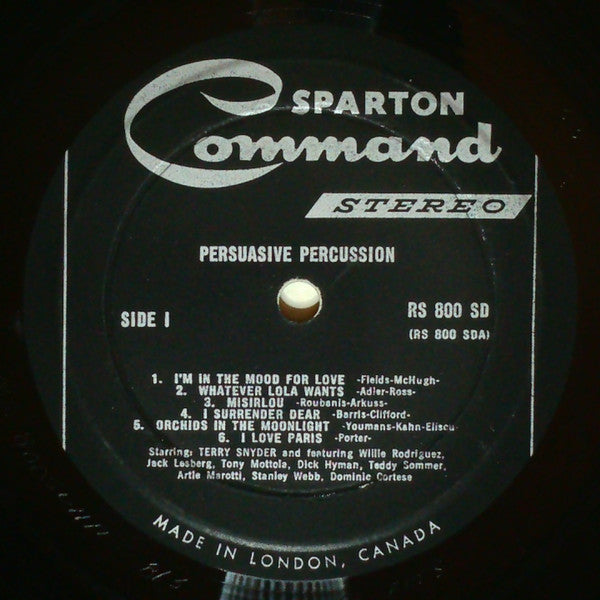 SPARTON
Command
STEREO
PERSUASIVE PERCUSSION
SIDE I
RS 800 SD
(RS 800 SDA)
1. I'M IN THE MOOD FOR LOVE -Fields-McHugh-
2. WHATEVER LOLA WANTS -Adler-Ross-
3. MISIRLOU -Roubanis-Arkuss-
4. I SURRENDER DEAR -Barris-Clifford-
5. ORCHIDS IN THE MOONLIGHT -Youmans-Kahn-Eliscu-
6. I LOVE PARIS -Porter-
Starring: TERRY SNYDER and featuring Willie Rodriguez,
Jack Lesberg, Tony Mottola, Dick Hyman, Teddy Sommer,
Artie Marotti, Stanley Webb, Dominic Cortese
MADE IN LONDON, CANADA